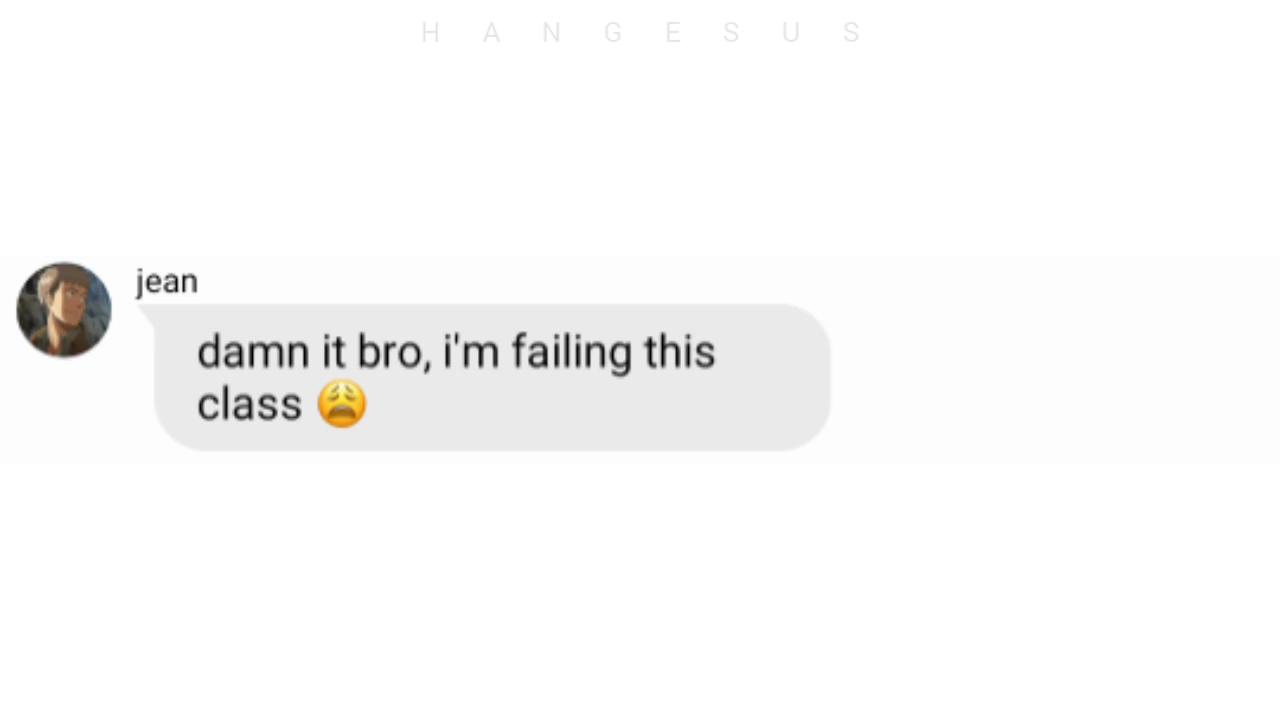 H A N G E S U S
jean
damn it bro, i'm failing this
class 😩